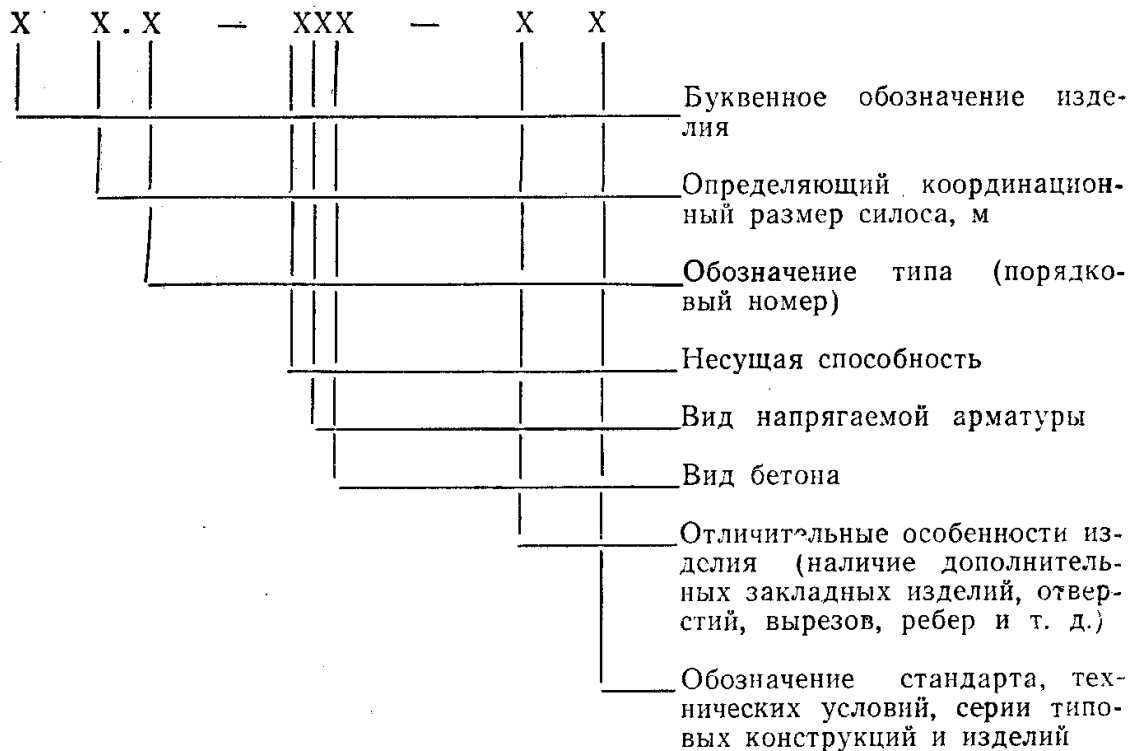 X X . X — XXX — X X
Буквенное обозначение изде-
лия
Определяющий координацион-
ный размер силоса, м
Обозначение типа (порядко-
вый номер)
Несущая способность
Вид напрягаемой арматуры
Вид бетона
Отличительные особенности из-
делия (наличие дополнитель-
ных закладных изделий, отвер-
стий, вырезов, ребер и т. д.)
Обозначение стандарта, тех-
нических условий, серии типо-
вых конструкций и изделий